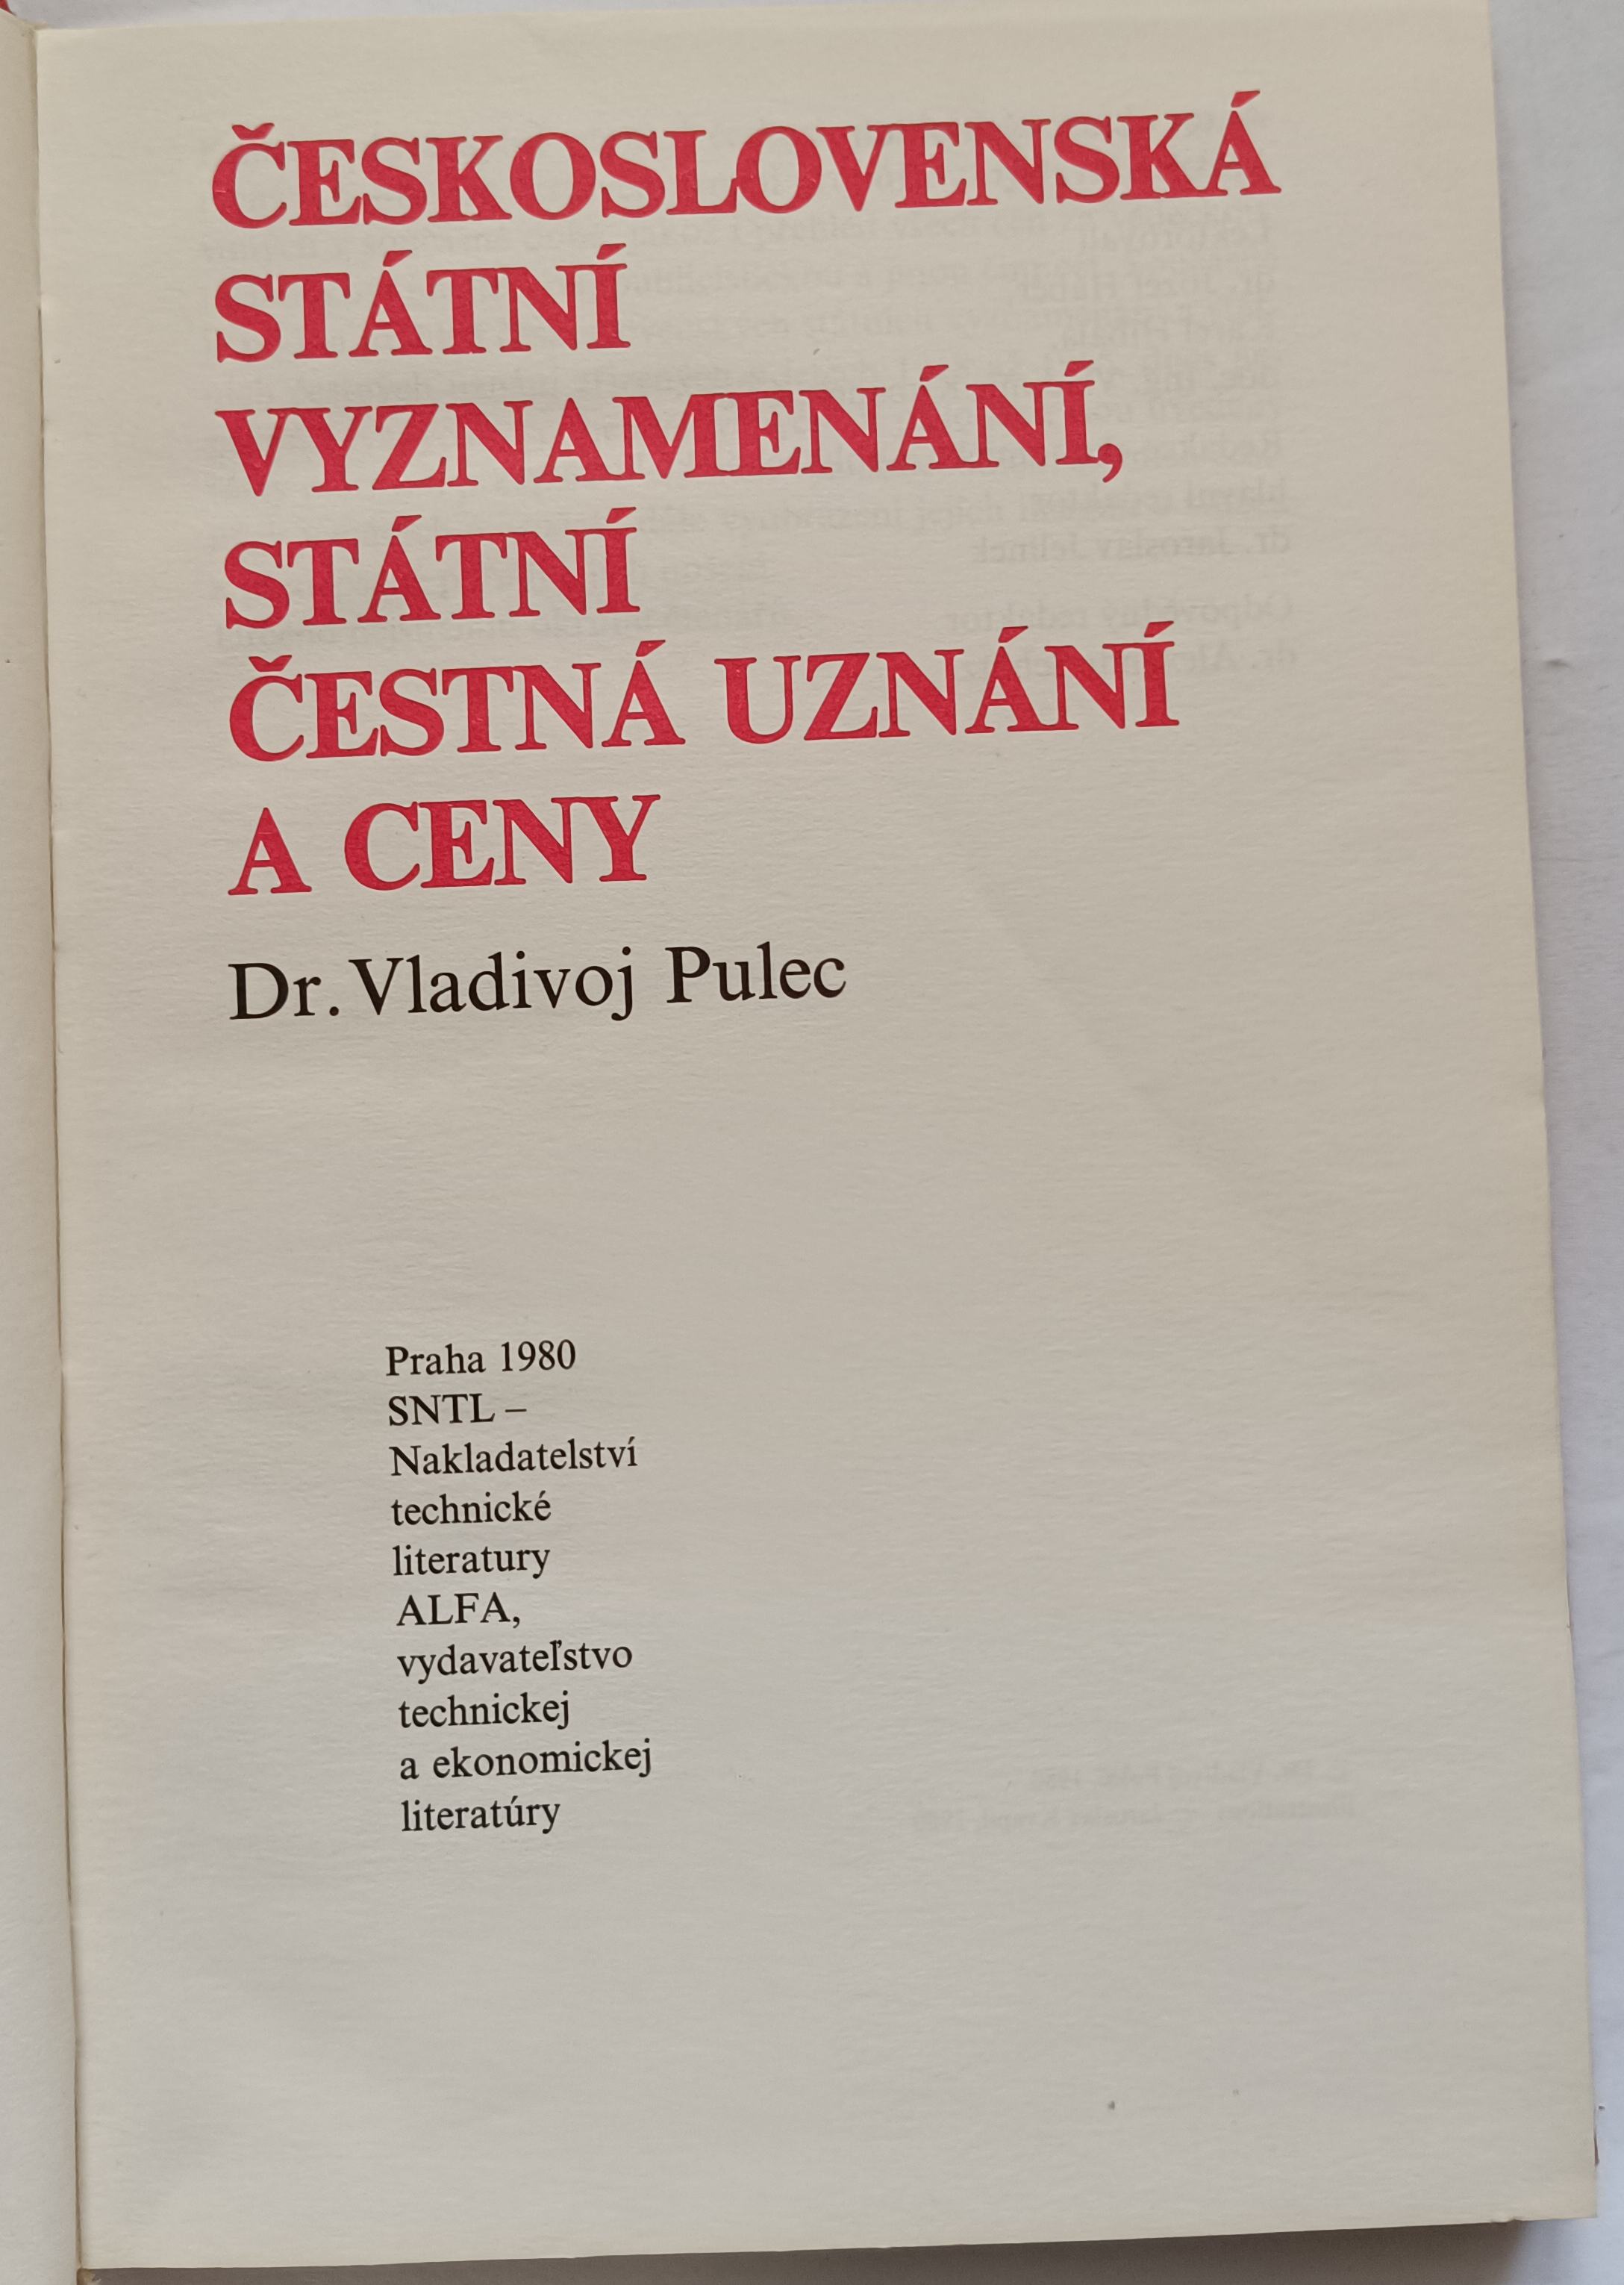 ČESKOSLOVENSKÁ
STÁTNÍ
VYZNAMENÁNÍ,
STÁTNÍ
ČESTNÁ UZNÁNÍ
A CENY
Dr. Vladivoj Pulec
Praha 1980
SNTL –
Nakladatelství
technické
literatury
ALFA,
vydavateľstvo
technickej
a ekonomickej
literatúry